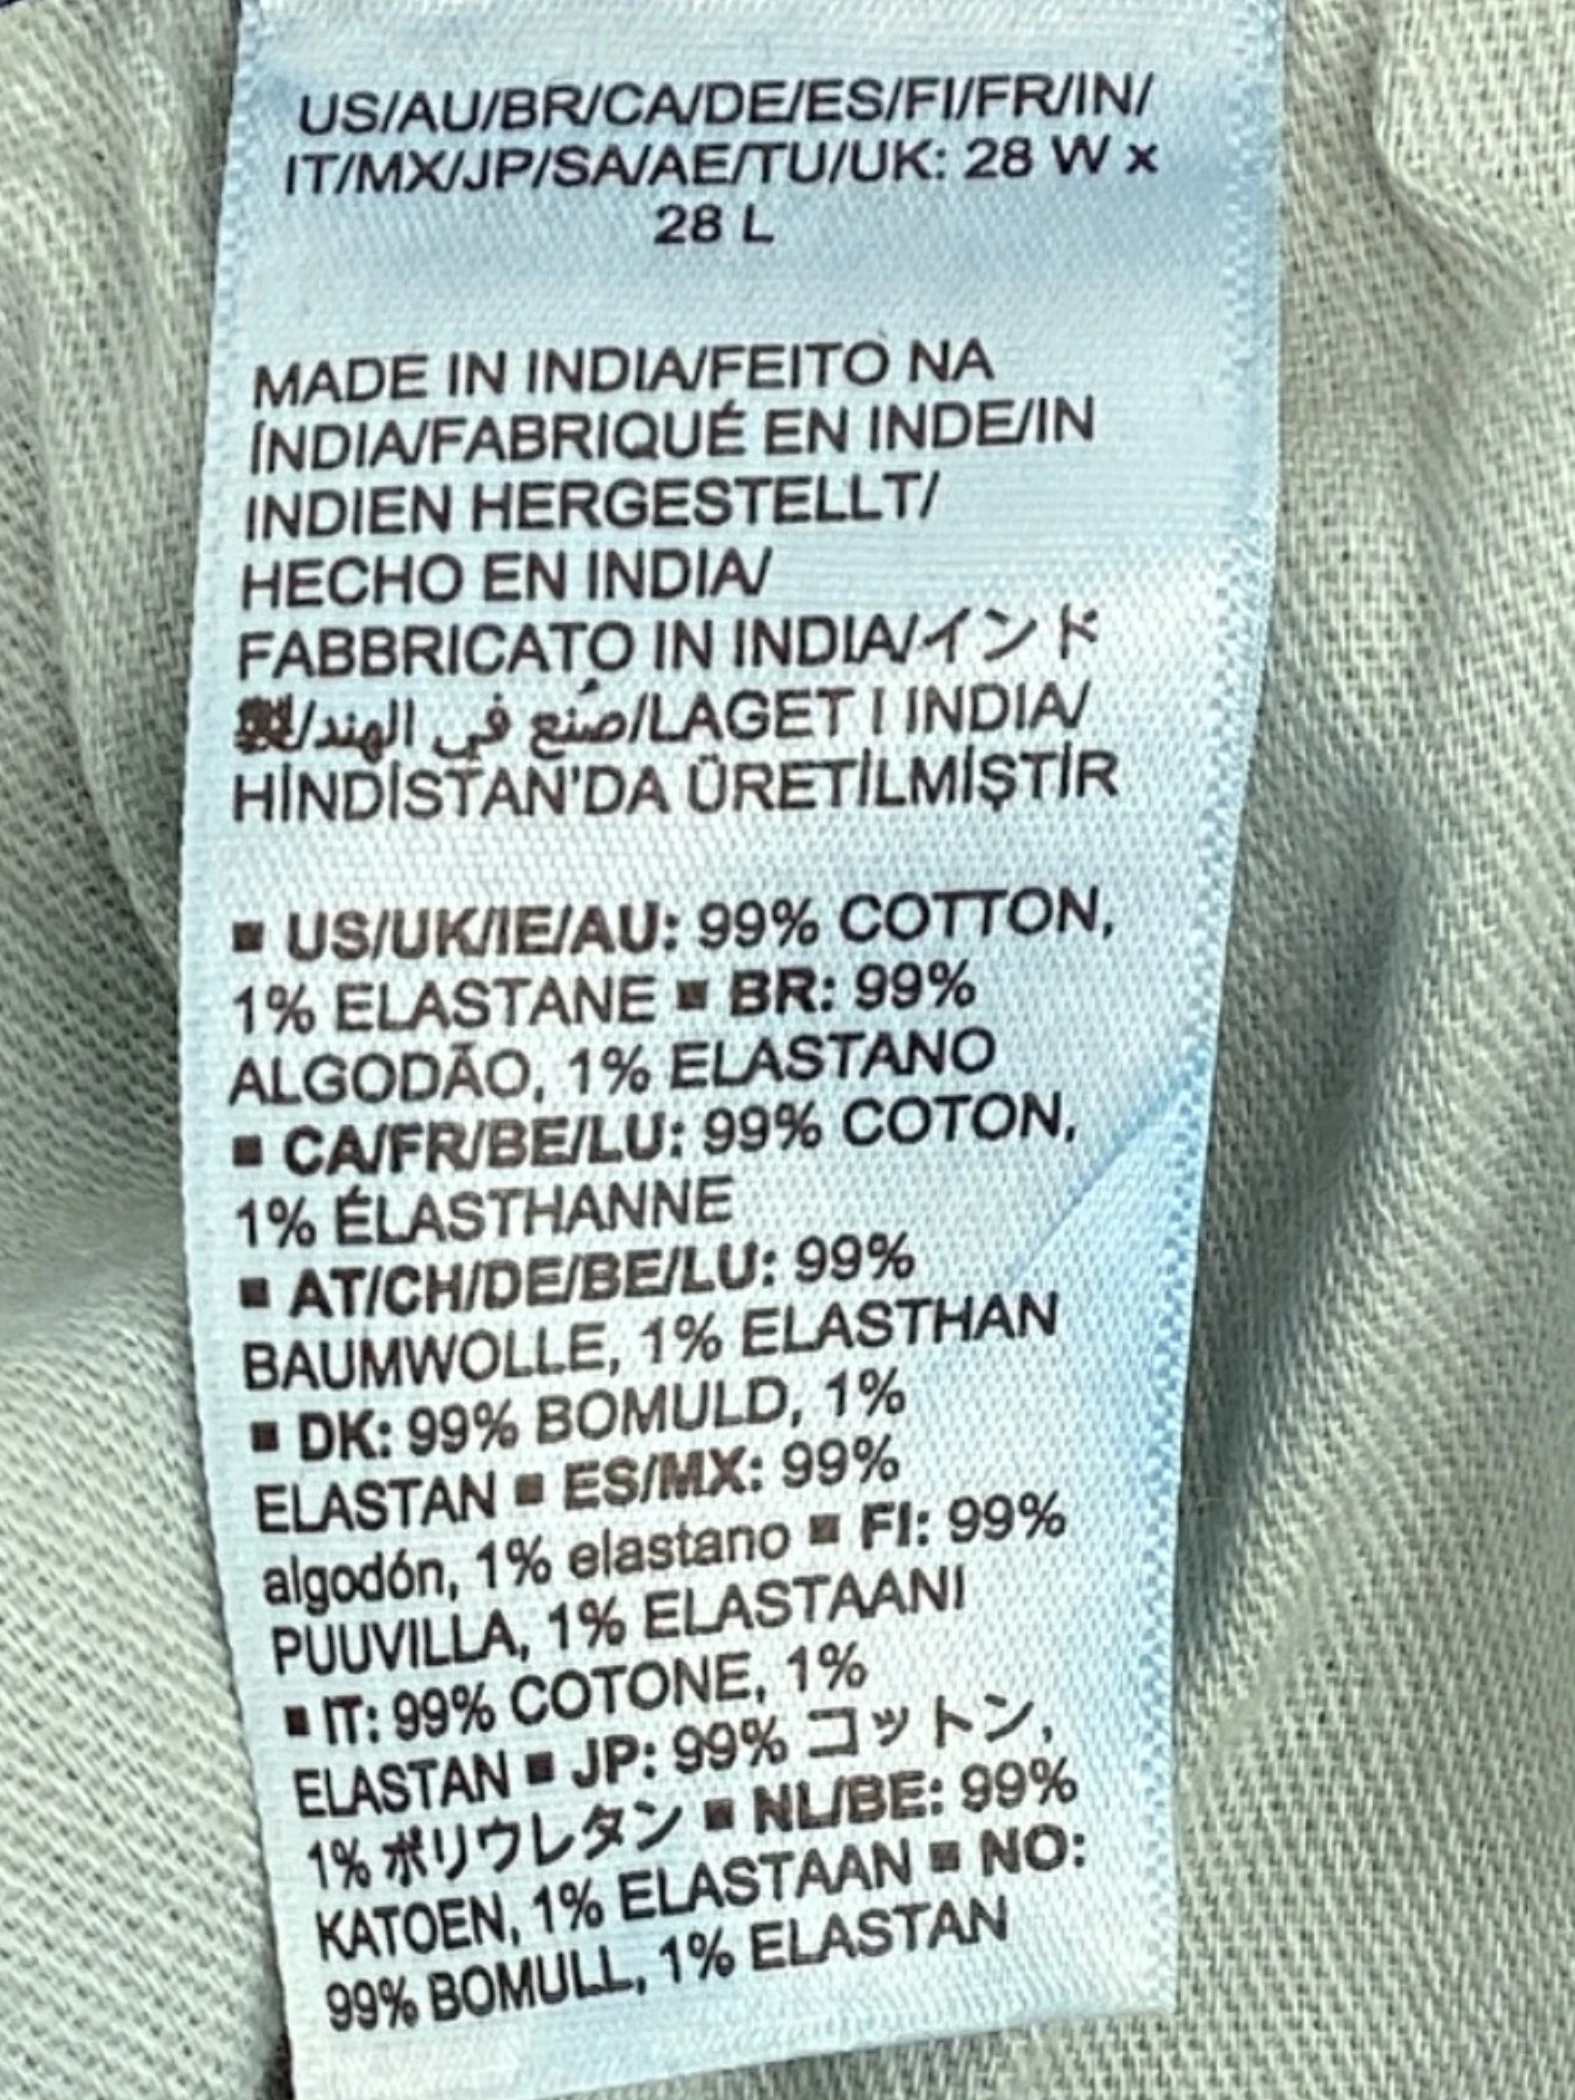 US/AU/BR/CA/DE/ES/FI/FR/IN/
IT/MX/JP/SA/AE/TU/UK: 28 W x
28 L
MADE IN INDIA/FEITO NA
ÍNDIA/FABRIQUÉ EN INDE/IN
INDIEN HERGESTELLT/
HECHO EN INDIA/
FABBRICATO IN INDIA/インド
製/صُنع في الهند/LAGET I INDIA/
HİNDİSTAN'DA ÜRETİLMİŞTİR
▪ US/UK/IE/AU: 99% COTTON,
1% ELASTANE ▪ BR: 99%
ALGODÃO, 1% ELASTANO
▪ CA/FR/BE/LU: 99% COTON,
1% ÉLASTHANNE
▪ AT/CH/DE/BE/LU: 99%
BAUMWOLLE, 1% ELASTHAN
▪ DK: 99% BOMULD, 1%
ELASTAN ▪ ES/MX: 99%
algodón, 1% elastano ▪ FI: 99%
PUUVILLA, 1% ELASTAANI
▪ IT: 99% COTONE, 1%
ELASTAN ▪ JP: 99% コットン,
1% ポリウレタン ▪ NL/BE: 99%
KATOEN, 1% ELASTAAN ▪ NO:
99% BOMULL, 1% ELASTAN